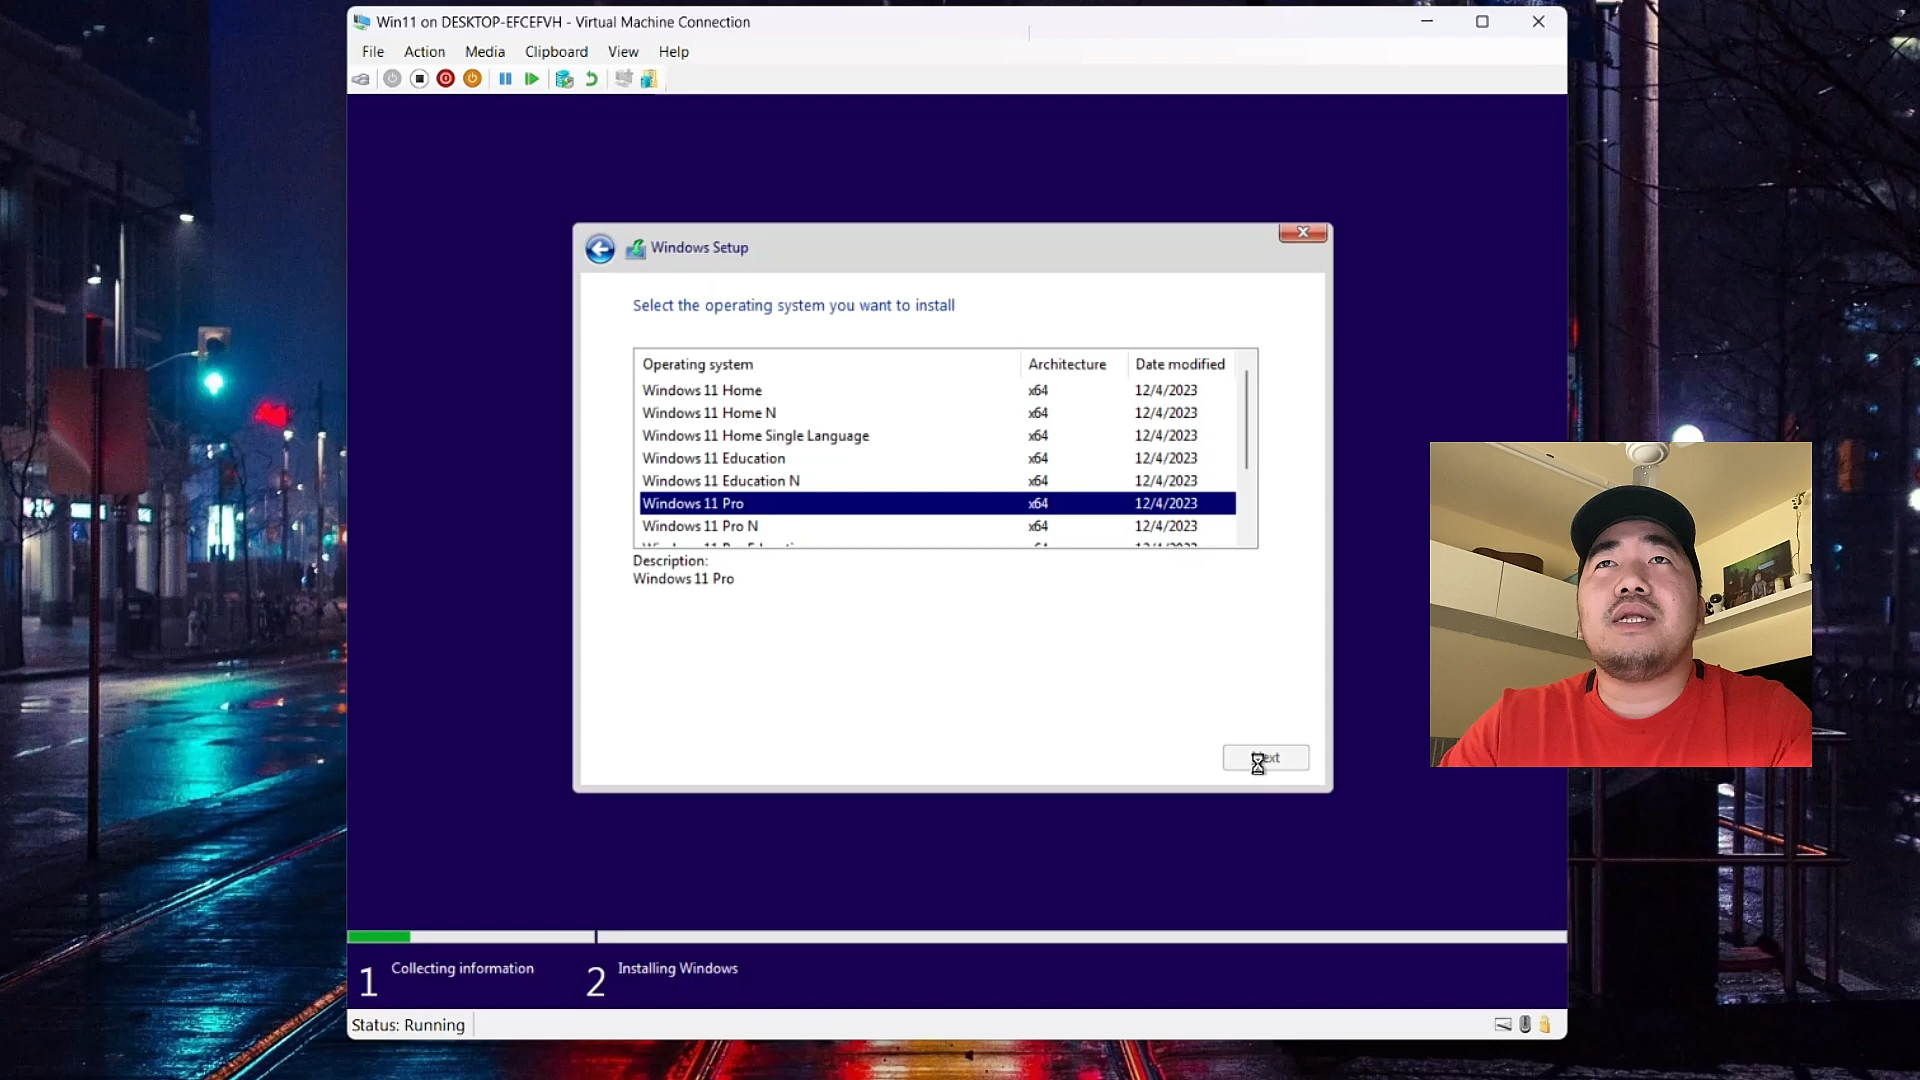 Win11 on DESKTOP-EFCEFVH - Virtual Machine Connection
File Action Media Clipboard View Help
Windows Setup
Select the operating system you want to install
Operating system Architecture Date modified
Windows 11 Home x64 12/4/2023
Windows 11 Home N x64 12/4/2023
Windows 11 Home Single Language x64 12/4/2023
Windows 11 Education x64 12/4/2023
Windows 11 Education N x64 12/4/2023
Windows 11 Pro x64 12/4/2023
Windows 11 Pro N x64 12/4/2023
Description:
Windows 11 Pro
1 Collecting information 2 Installing Windows
Status: Running